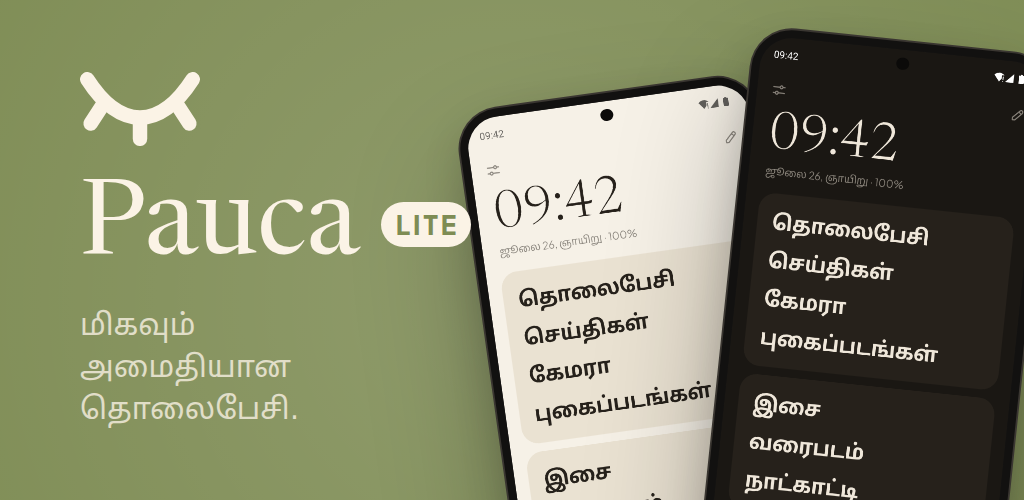 Pauca LITE
மிகவும்
அமைதியான
தொலைபேசி.
09:42
09:42
ஜூலை 26, ஞாயிறு · 100%
தொலைபேசி
செய்திகள்
கேமரா
புகைப்படங்கள்
இசை
09:42
09:42
ஜூலை 26, ஞாயிறு · 100%
தொலைபேசி
செய்திகள்
கேமரா
புகைப்படங்கள்
இசை
வரைபடம்
நாட்காட்டி